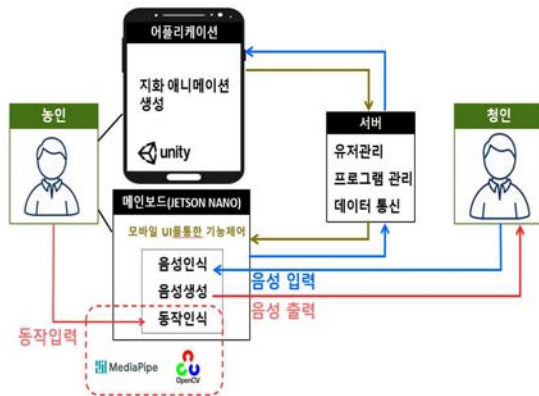 어플리케이션
지화 애니메이션
생성
unity
농인
서버
유저관리
프로그램 관리
데이터 통신
청인
메인보드(JETSON NANO)
모바일 UI를통한 기능제어
음성인식
음성생성
동작인식
음성 입력
음성 출력
동작입력
MediaPipe
OpenCV